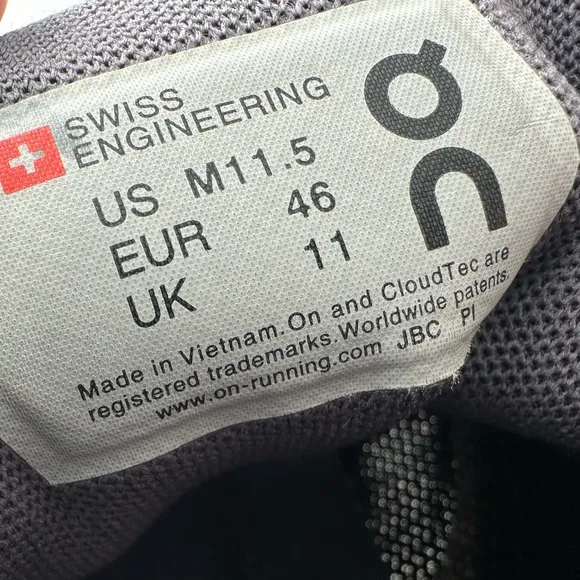 SWISS
ENGINEERING
On
US M11.5
EUR 46
UK 11
Made in Vietnam. On and CloudTec are
registered trademarks. Worldwide patents.
www.on-running.com JBC PI